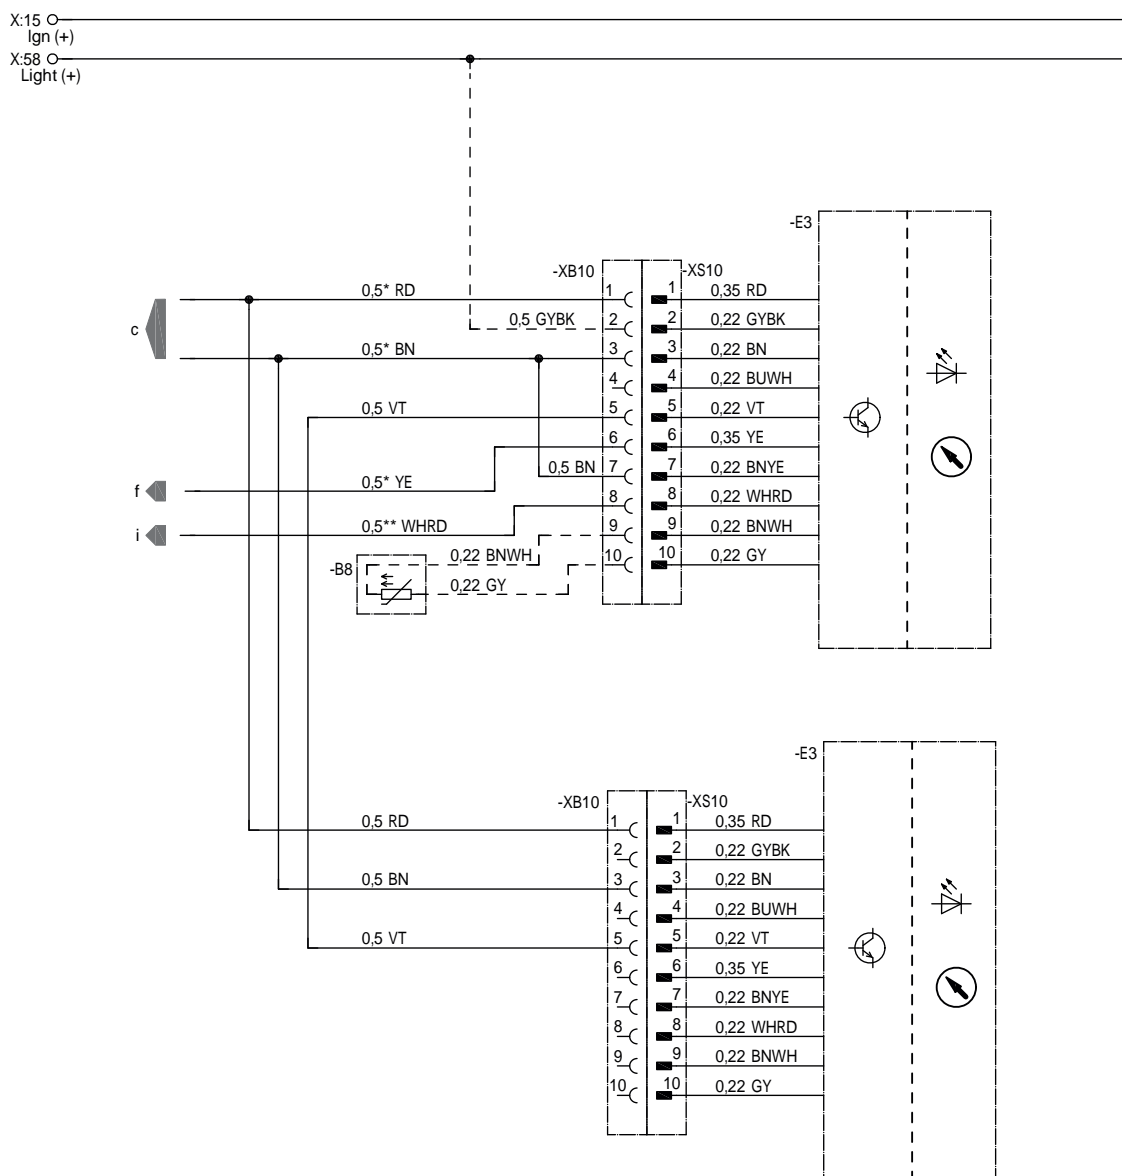 X:15
Ign (+)
X:58
Light (+)
-E3
-XB10 -XS10
c
1 0,5* RD 1 0,35 RD
2 0,5 GYBK 2 0,22 GYBK
3 0,5* BN 3 0,22 BN
4 4 0,22 BUWH
5 0,5 VT 5 0,22 VT
6 6 0,35 YE
7 0,5 BN 7 0,22 BNYE
f 0,5* YE
8 8 0,22 WHRD
i 0,5** WHRD
9 9 0,22 BNWH
10 0,22 BNWH 10 0,22 GY
-B8
0,22 GY
-E3
-XB10 -XS10
0,5 RD 1 1 0,35 RD
2 2 0,22 GYBK
0,5 BN 3 3 0,22 BN
4 4 0,22 BUWH
0,5 VT 5 5 0,22 VT
6 6 0,35 YE
7 7 0,22 BNYE
8 8 0,22 WHRD
9 9 0,22 BNWH
10 10 0,22 GY